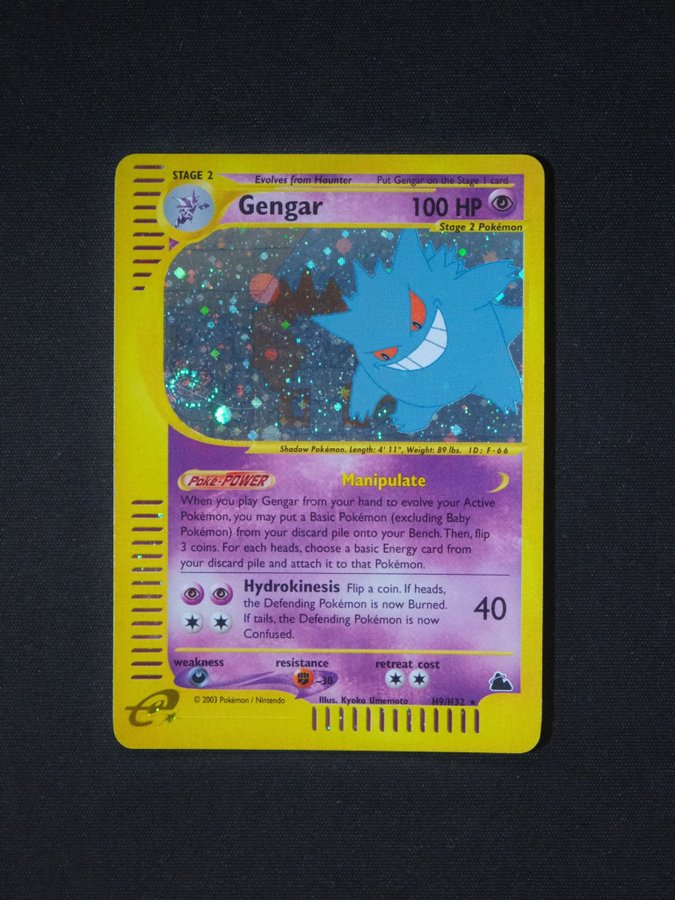 STAGE 2
Evolves from Haunter Put Gengar on the Stage 1 card
Gengar 100 HP
Stage 2 Pokémon
Shadow Pokémon. Length: 4' 11", Weight: 89 lbs. ID: F-66
Poké-POWER Manipulate
When you play Gengar from your hand to evolve your Active
Pokémon, you may put a Basic Pokémon (excluding Baby
Pokémon) from your discard pile onto your Bench. Then, flip
3 coins. For each heads, choose a basic Energy card from
your discard pile and attach it to that Pokémon.
Hydrokinesis Flip a coin. If heads,
the Defending Pokémon is now Burned.
If tails, the Defending Pokémon is now
Confused.
40
weakness resistance retreat cost
-30
© 2003 Pokémon / Nintendo Illus. Kyoko Umemoto H9/H32 ★
e